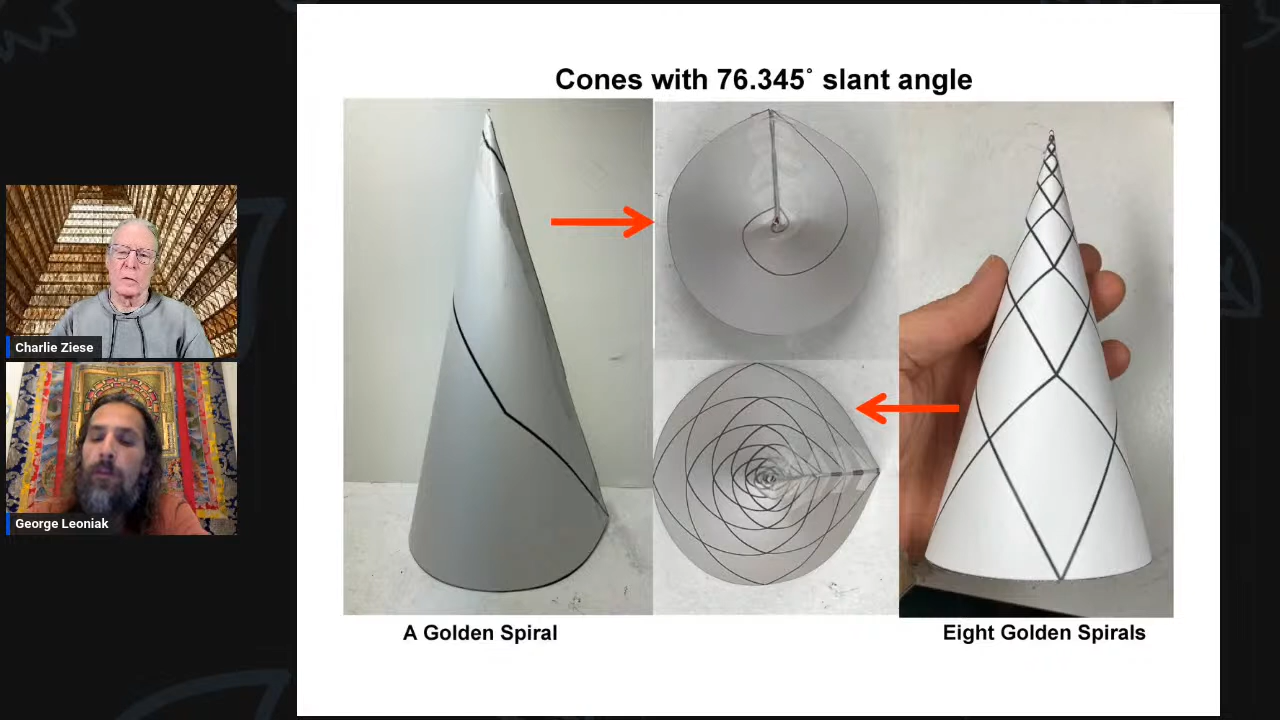 Cones with 76.345˚ slant angle
Charlie Ziese
George Leoniak
A Golden Spiral
Eight Golden Spirals